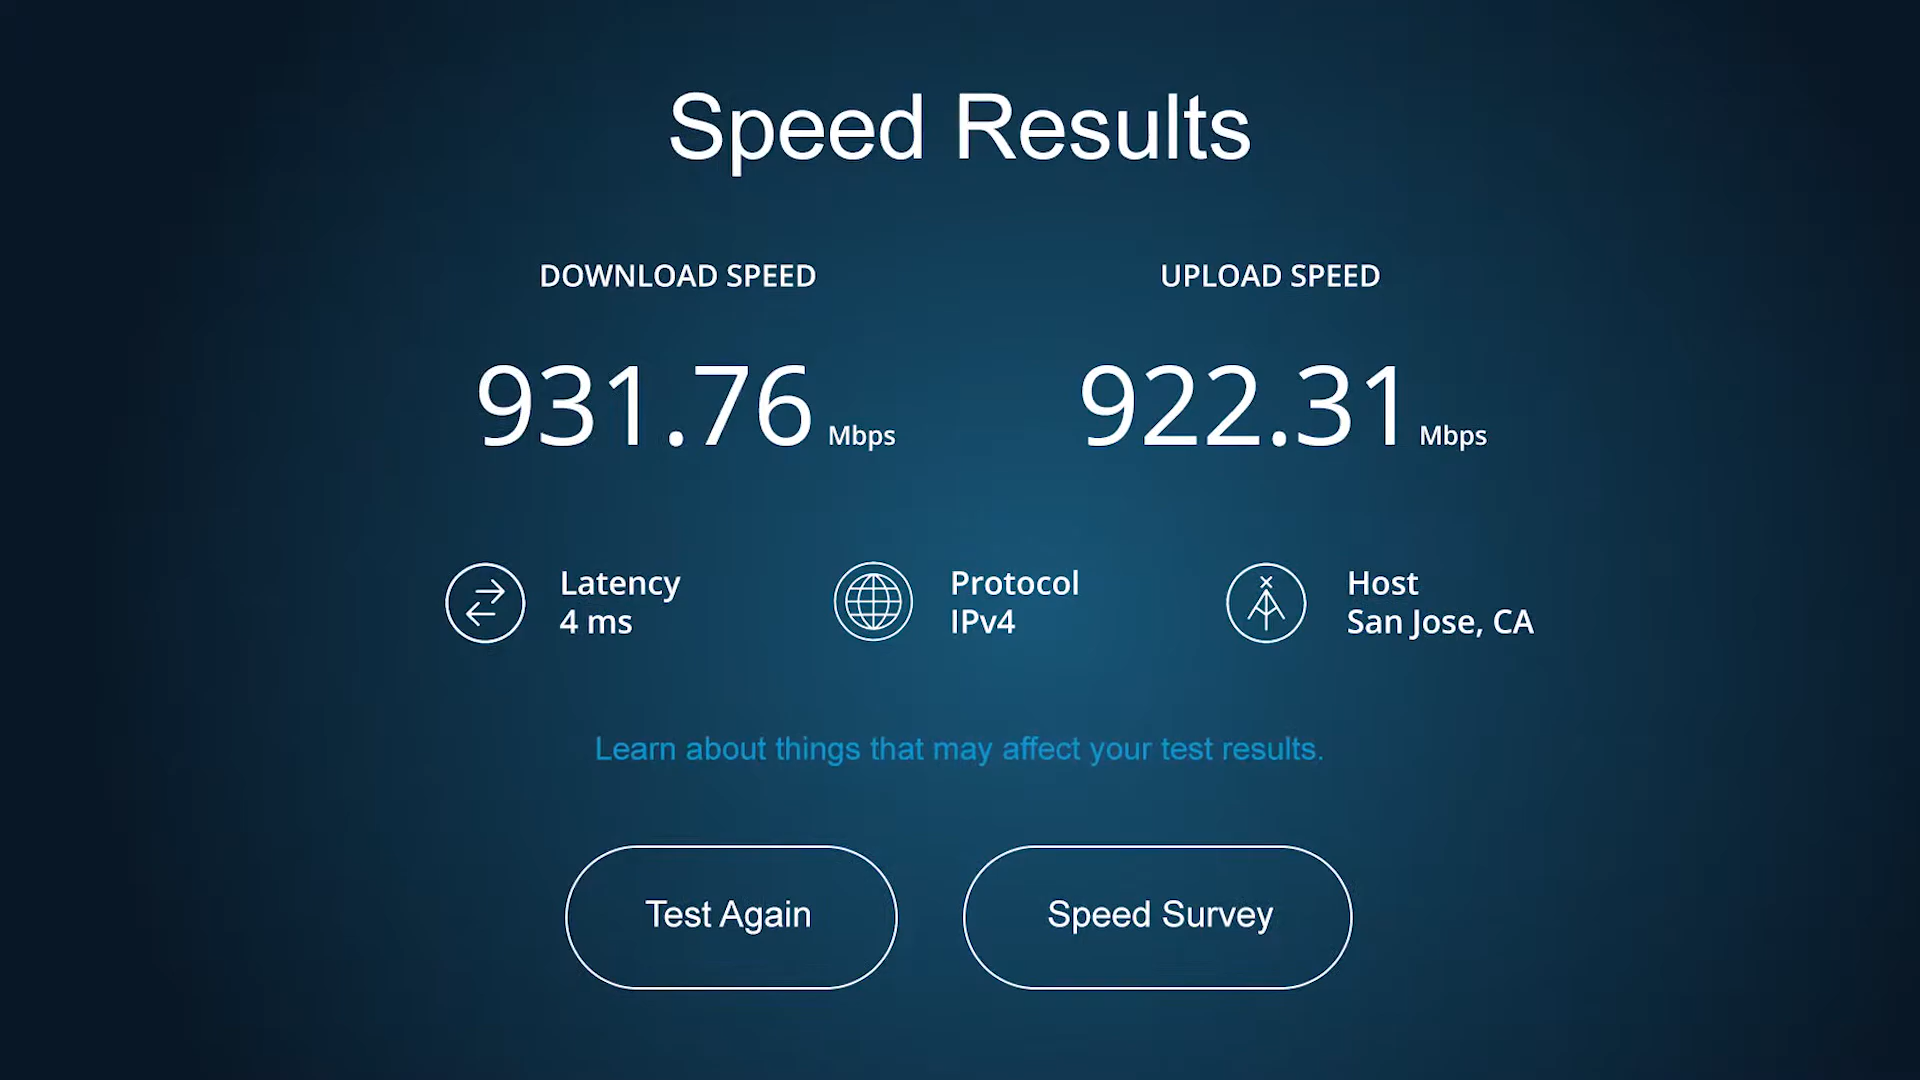 Speed Results
DOWNLOAD SPEED
UPLOAD SPEED
931.76 Mbps
922.31 Mbps
Latency
4 ms
Protocol
IPv4
Host
San Jose, CA
Learn about things that may affect your test results.
Test Again
Speed Survey